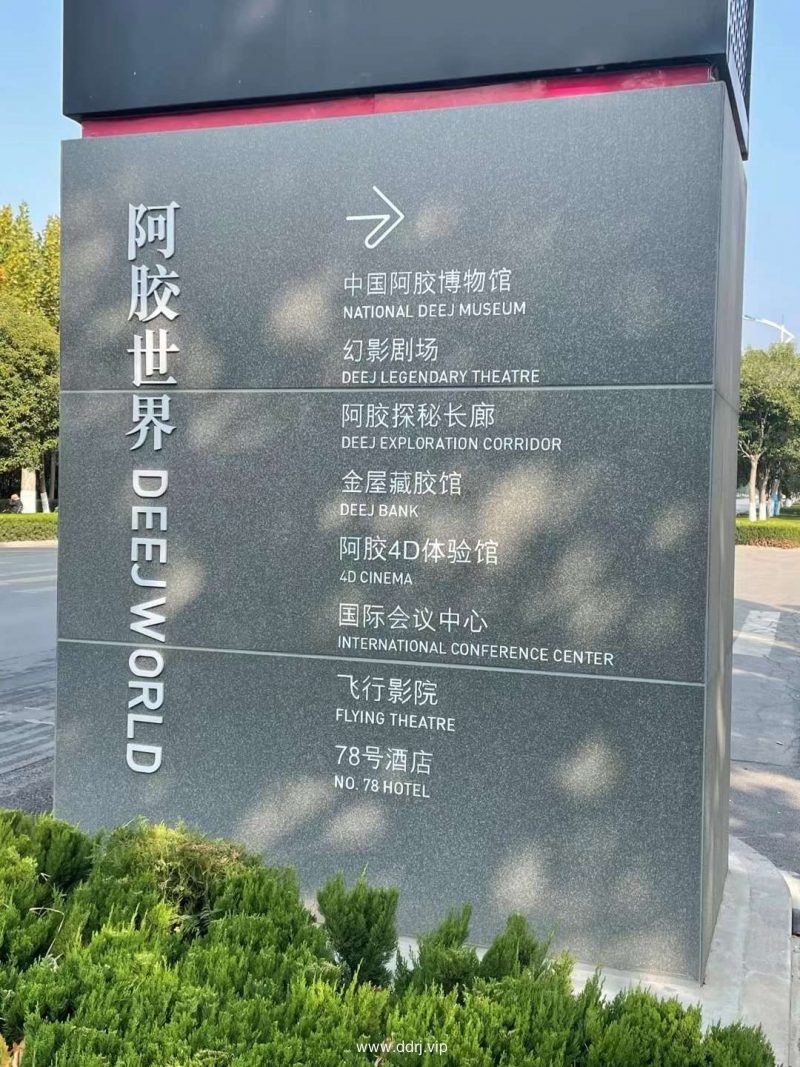 阿胶世界 DEEJ WORLD
中国阿胶博物馆
NATIONAL DEEJ MUSEUM
幻影剧场
DEEJ LEGENDARY THEATRE
阿胶探秘长廊
DEEJ EXPLORATION CORRIDOR
金屋藏胶馆
DEEJ BANK
阿胶4D体验馆
4D CINEMA
国际会议中心
INTERNATIONAL CONFERENCE CENTER
飞行影院
FLYING THEATRE
78号酒店
NO. 78 HOTEL
www.ddrj.vip